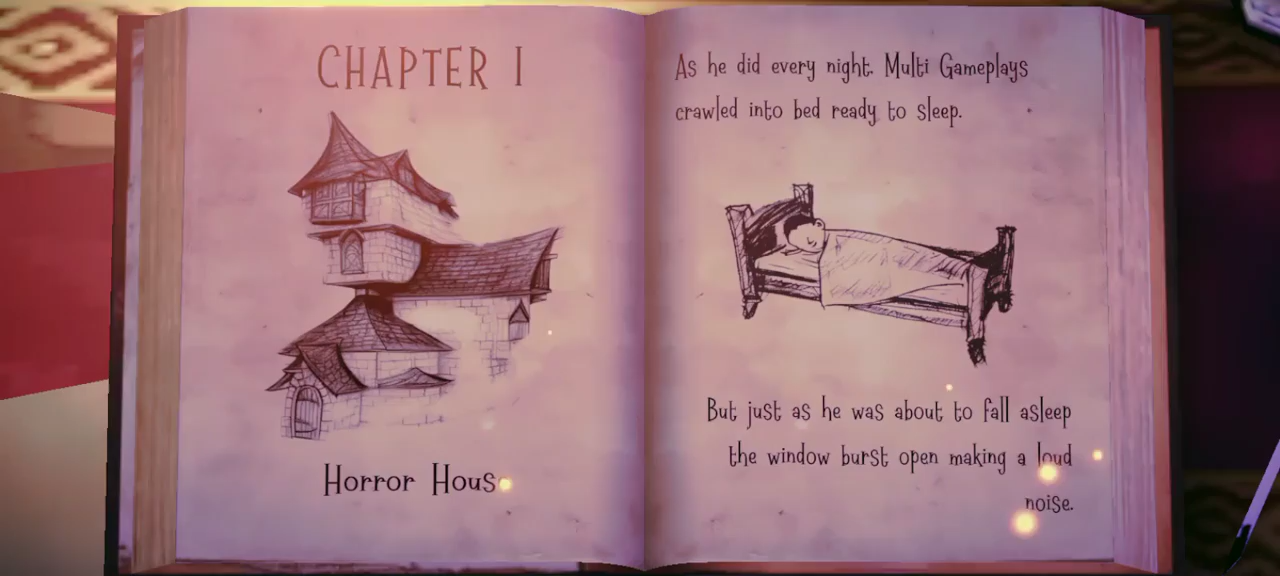 CHAPTER I
Horror Hous
As he did every night. Multi Gameplays
crawled into bed ready to sleep.
But just as he was about to fall asleep
the window burst open making a loud
noise.